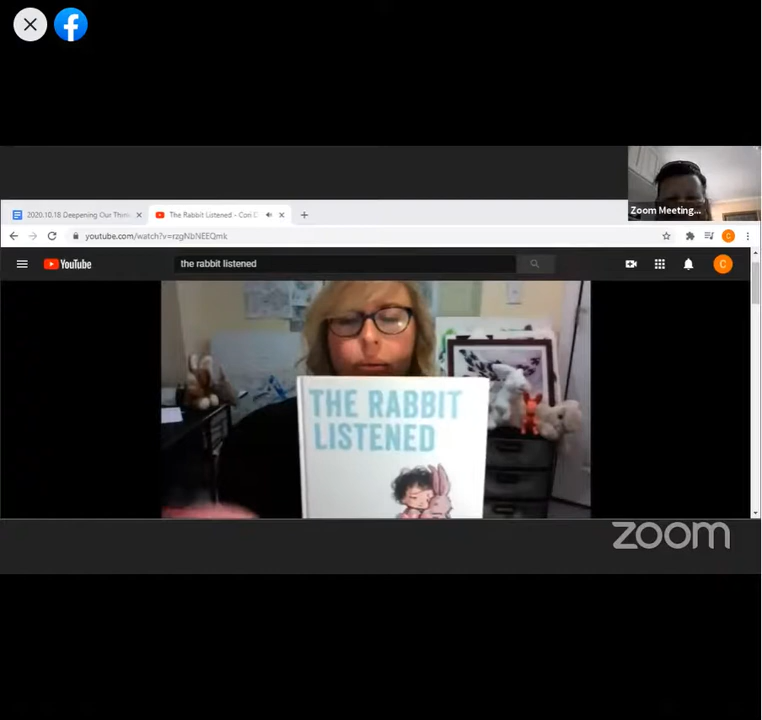 Zoom Meeting...
2020.10.18 Deepening Our Think
The Rabbit Listened - Cori D
youtube.com/watch?v=rzgNbNEEQmk
YouTube
the rabbit listened
THE RABBIT
LISTENED
zoom